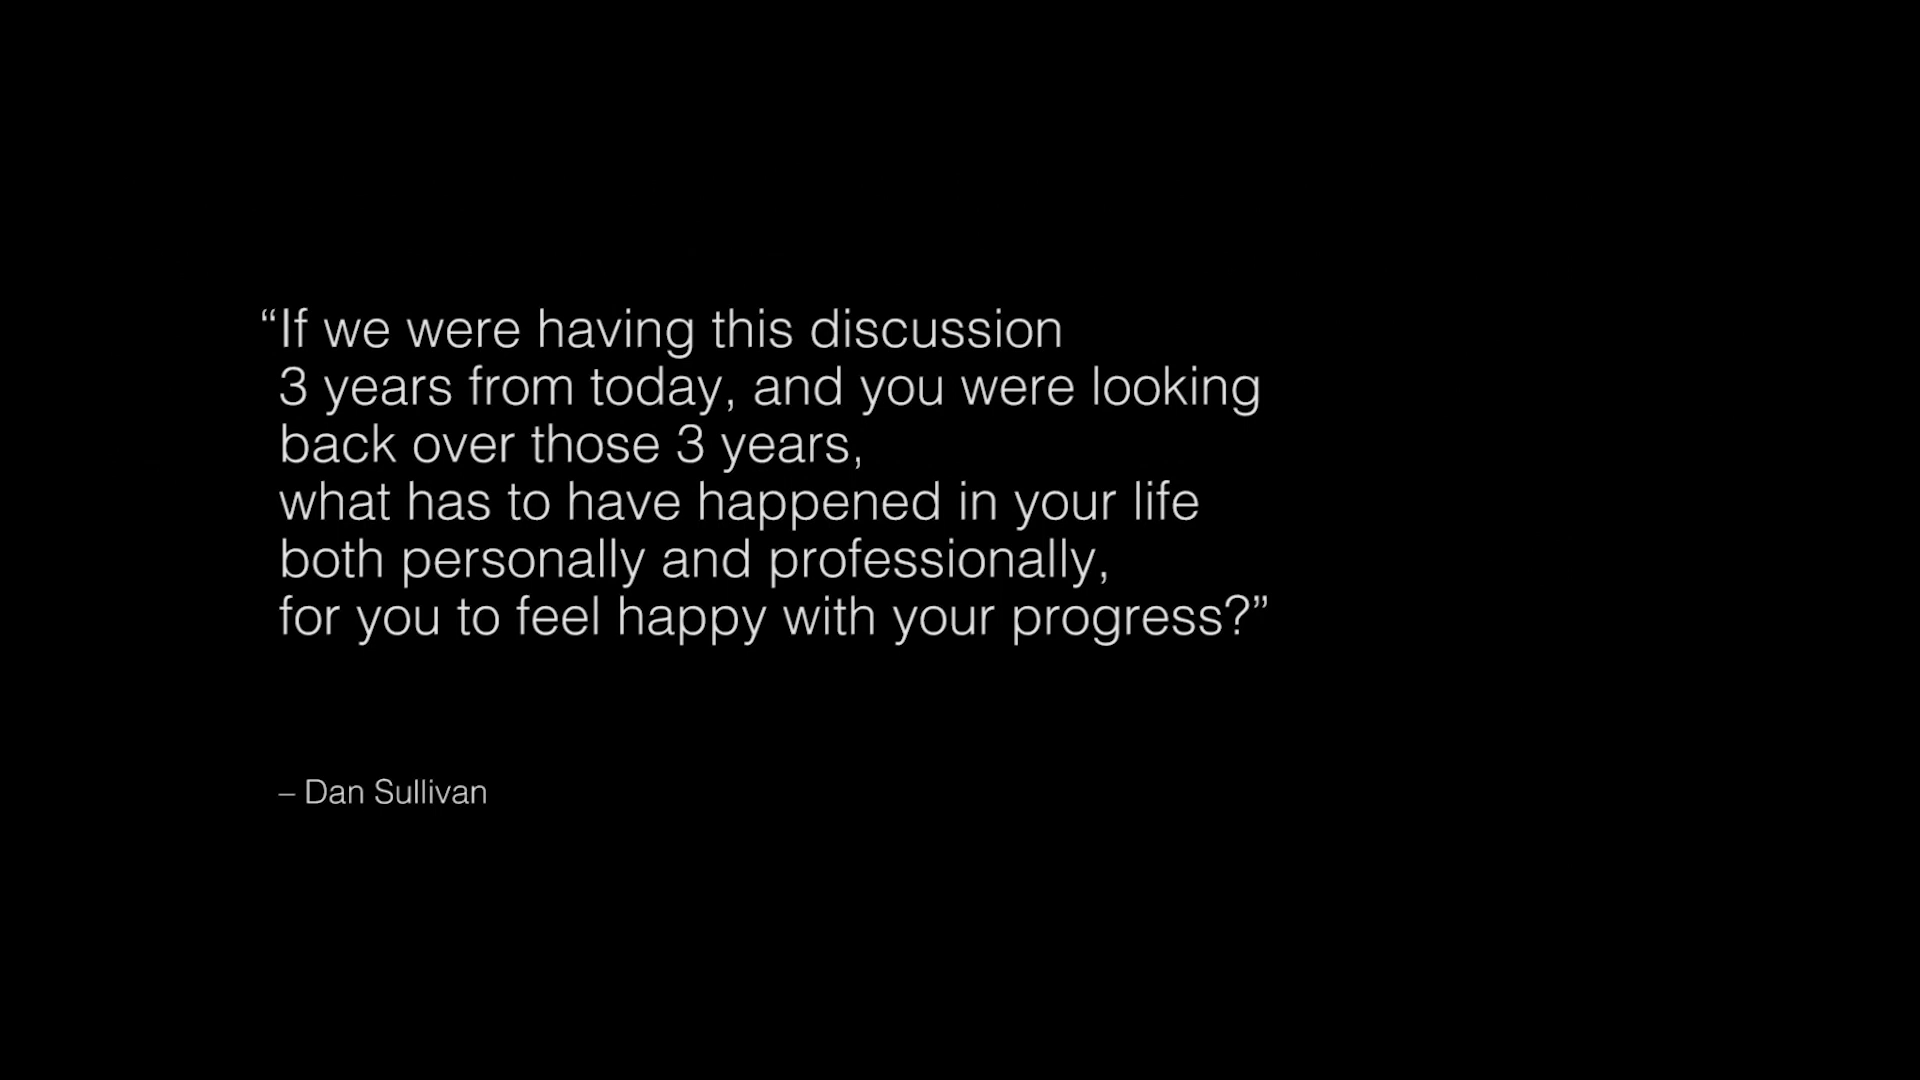 “If we were having this discussion
3 years from today, and you were looking
back over those 3 years,
what has to have happened in your life
both personally and professionally,
for you to feel happy with your progress?”
– Dan Sullivan